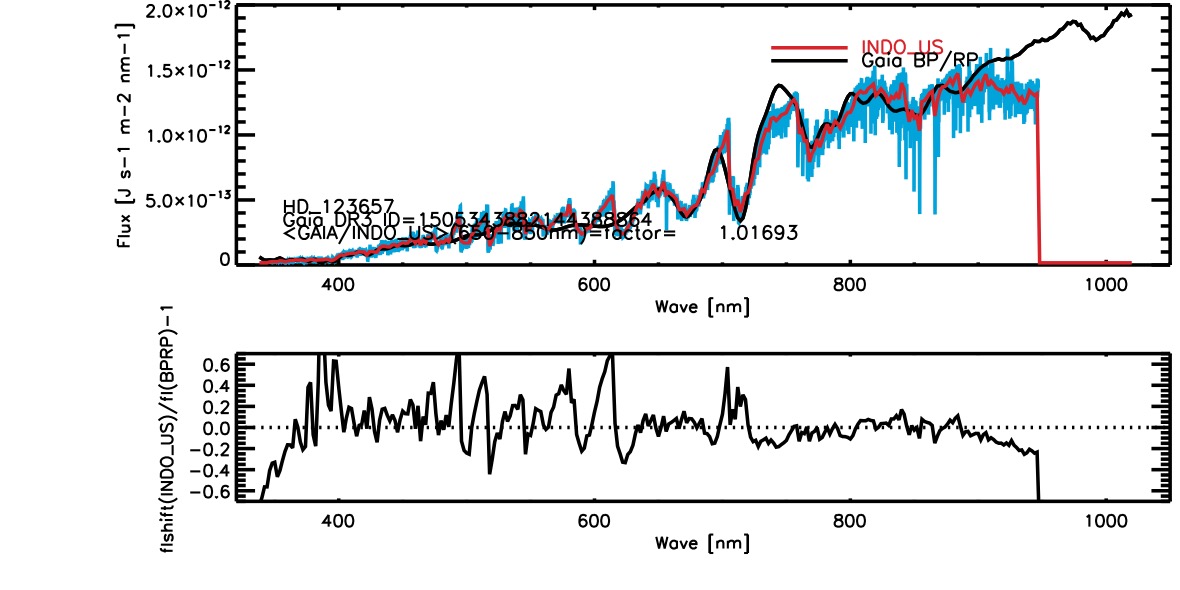 2.0×10−12
1.5×10−12
1.0×10−12
5.0×10−13
0
Flux [J s−1 m−2 nm−1]
INDO_US
Gaia BP/RP
HD_123657
Gaia DR3 ID=1505343882144388864
<GAIA/INDO_US>(650-850nm)=factor= 1.01693
400 600 800 1000
Wave [nm]
0.6
0.4
0.2
0.0
−0.2
−0.4
−0.6
flshift(INDO_US)/fl(BPRP)−1
400 600 800 1000
Wave [nm]